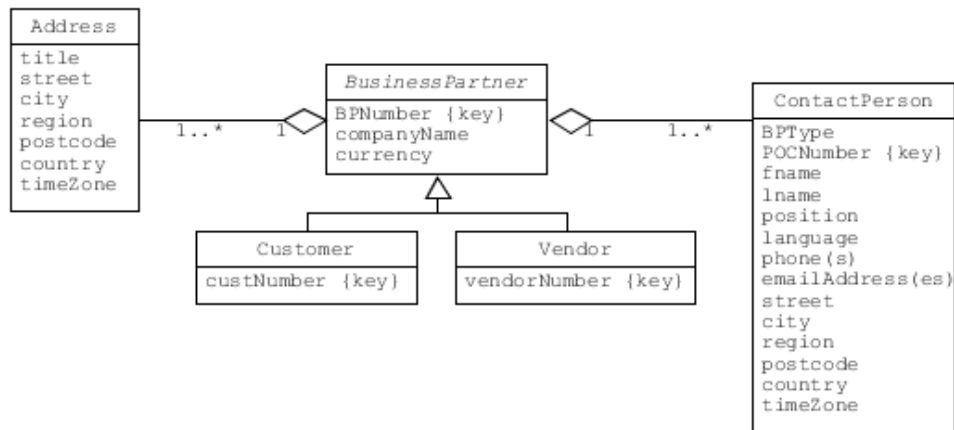 Address
title
street
city
region
postcode
country
timeZone
1..*
1
BusinessPartner
BPNumber {key}
companyName
currency
1
1..*
ContactPerson
BPType
POCNumber {key}
fname
lname
position
language
phone(s)
emailAddress(es)
street
city
region
postcode
country
timeZone
Customer
custNumber {key}
Vendor
vendorNumber {key}